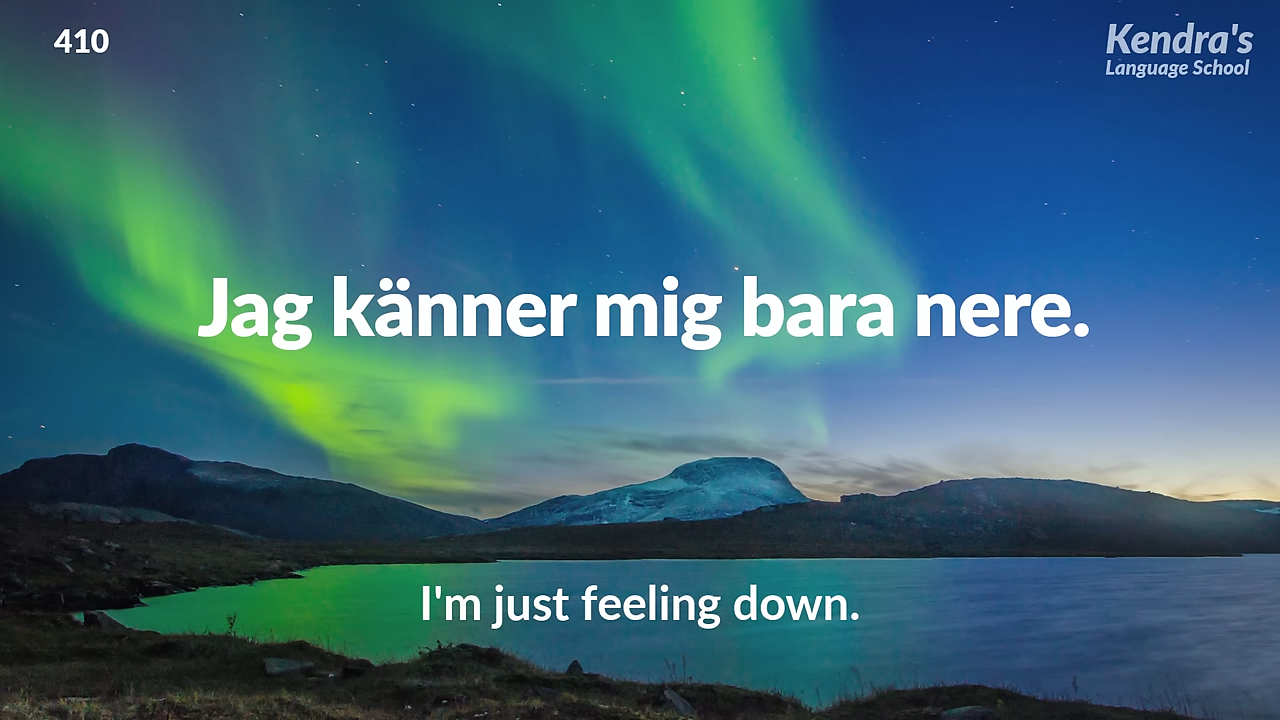 410
Kendra's
Language School
Jag känner mig bara nere.
I'm just feeling down.